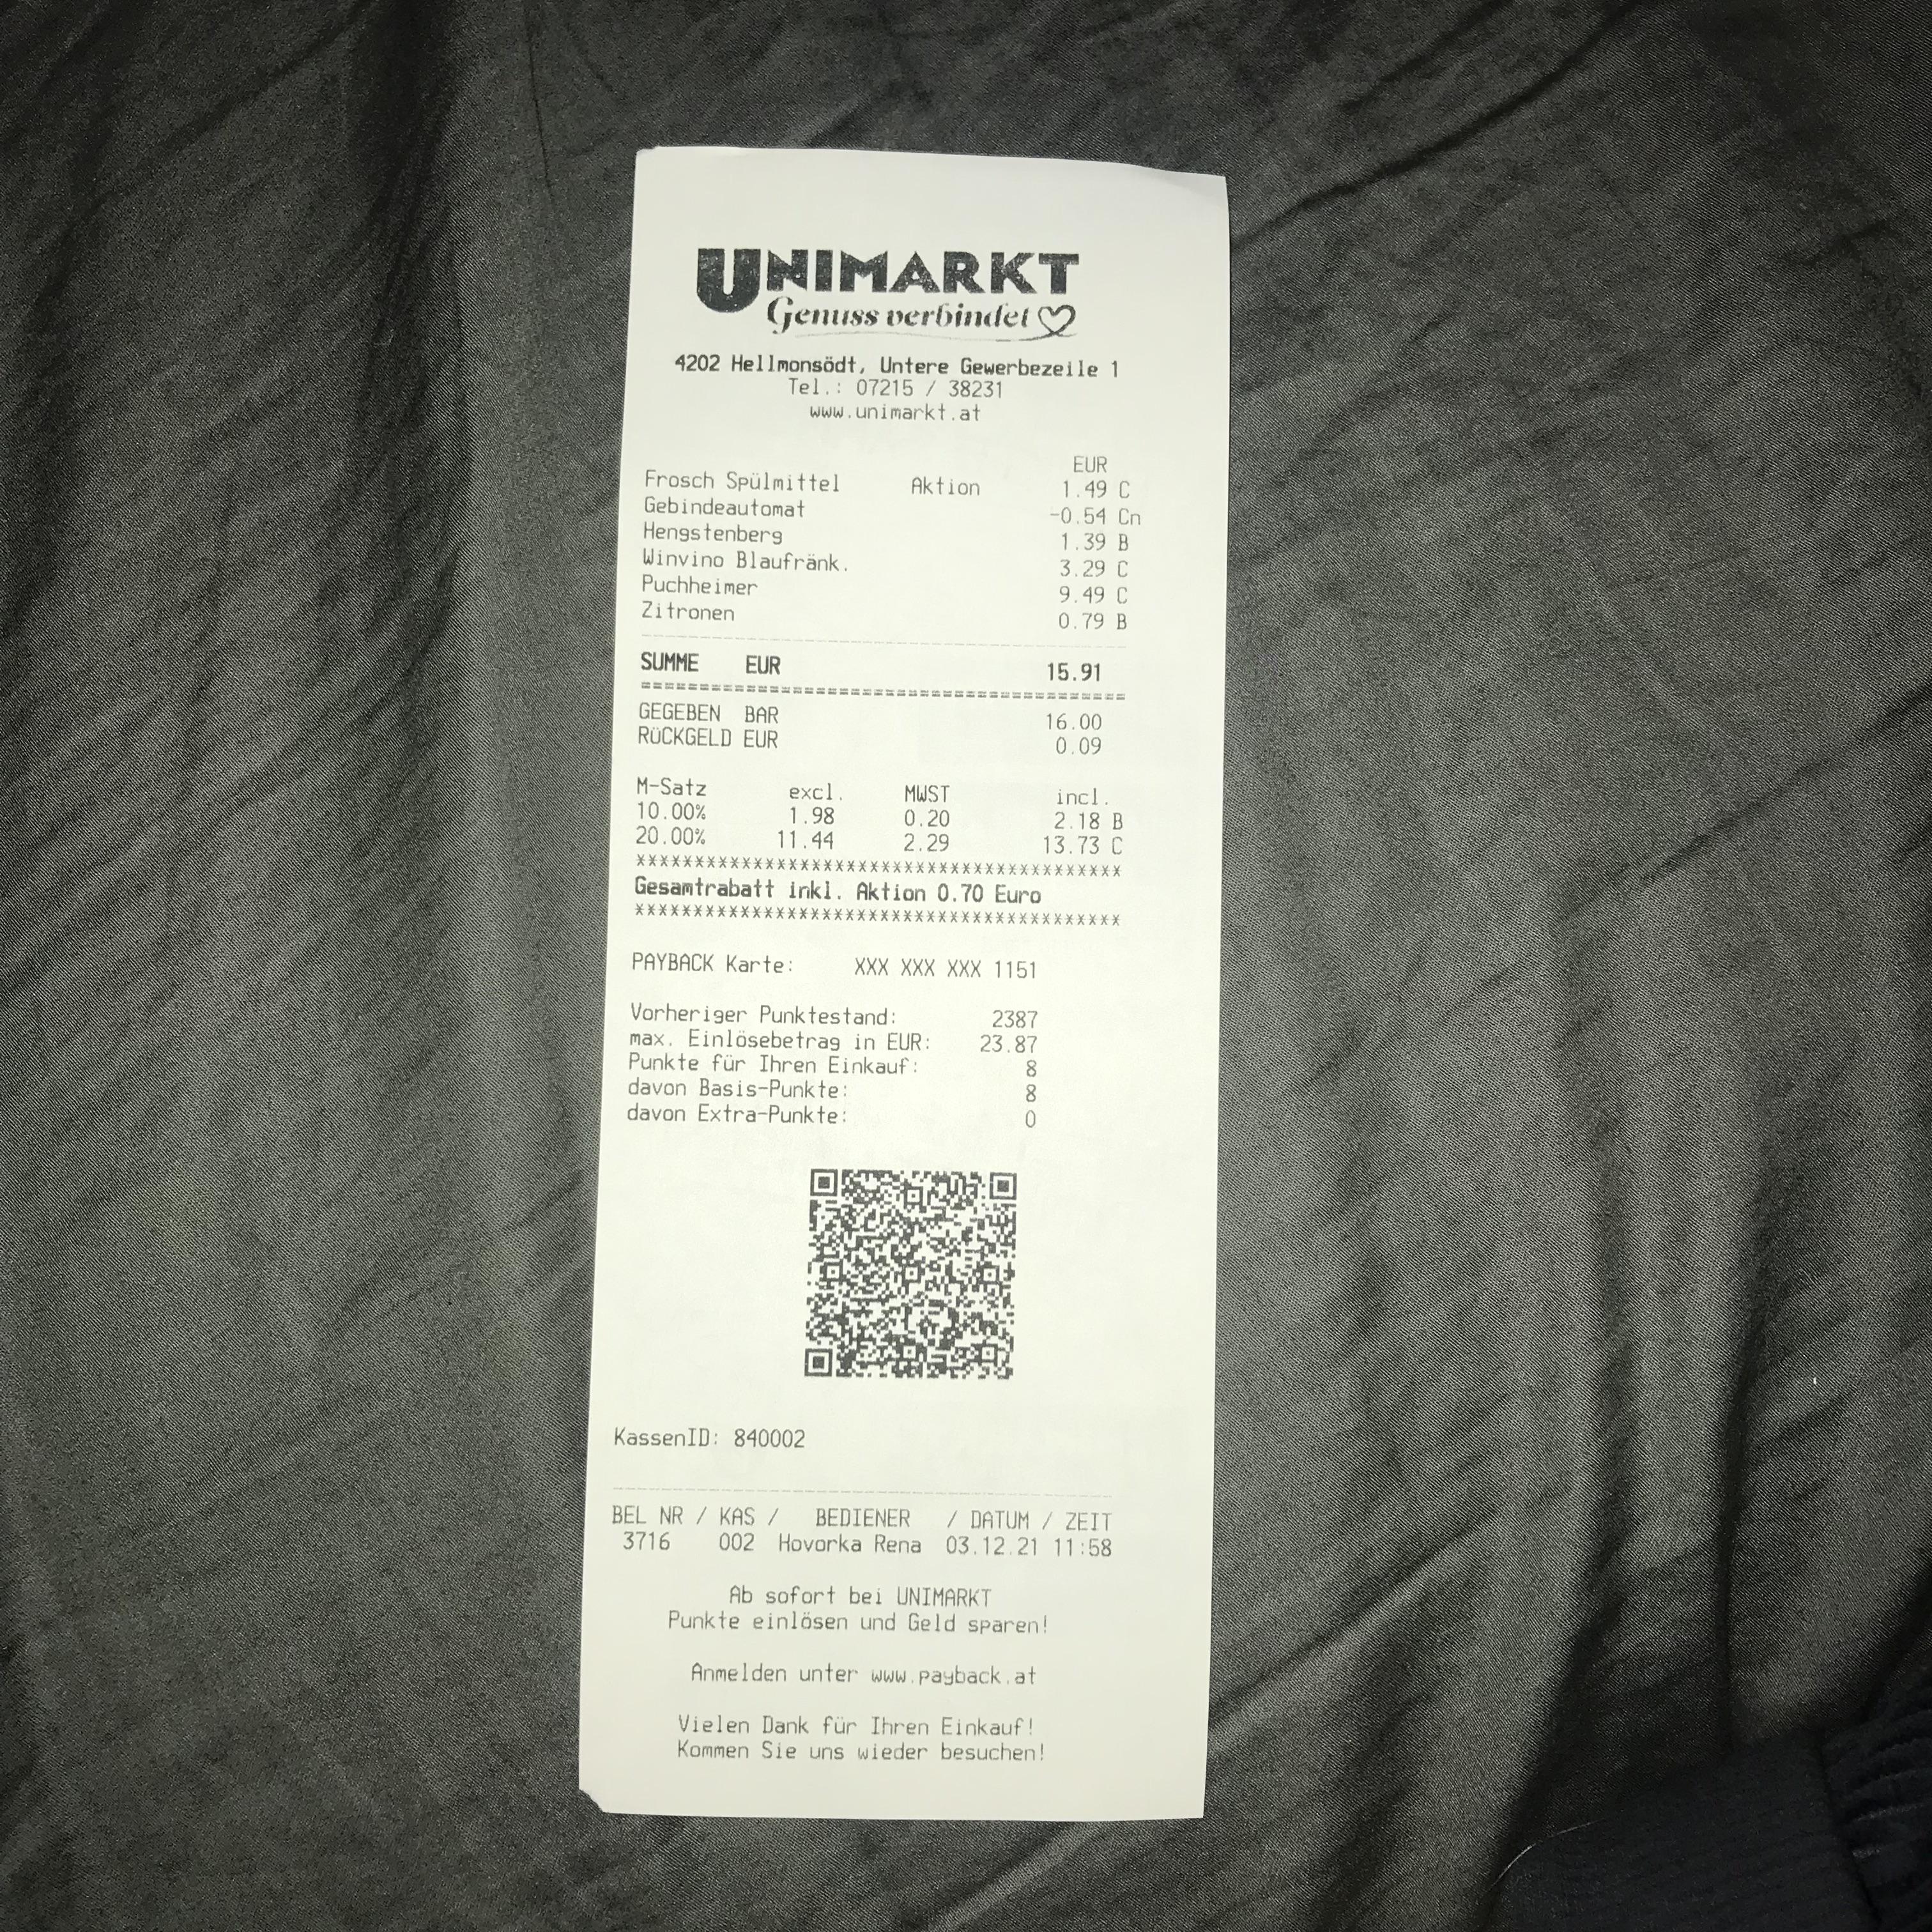 UNIMARKT
Genuss verbindet
4202 Hellmonsödt, Untere Gewerbezeile 1
Tel.: 07215 / 38231
www.unimarkt.at
EUR
Frosch Spülmittel Aktion 1.49 C
Gebindeautomat -0.54 Cn
Hengstenberg 1.39 B
Winvino Blaufränk. 3.29 C
Puchheimer 9.49 C
Zitronen 0.79 B
SUMME EUR 15.91
================================================
GEGEBEN BAR 16.00
RÜCKGELD EUR 0.09
M-Satz excl. MWST incl.
10.00% 1.98 0.20 2.18 B
20.00% 11.44 2.29 13.73 C
******************************************
Gesamtrabatt inkl. Aktion 0.70 Euro
******************************************
PAYBACK Karte: XXX XXX XXX 1151
Vorheriger Punktestand: 2387
max. Einlösebetrag in EUR: 23.87
Punkte für Ihren Einkauf: 8
davon Basis-Punkte: 8
davon Extra-Punkte: 0
KassenID: 840002
BEL NR / KAS / BEDIENER / DATUM / ZEIT
3716 002 Hovorka Rena 03.12.21 11:58
Ab sofort bei UNIMARKT
Punkte einlösen und Geld sparen!
Anmelden unter www.payback.at
Vielen Dank für Ihren Einkauf!
Kommen Sie uns wieder besuchen!